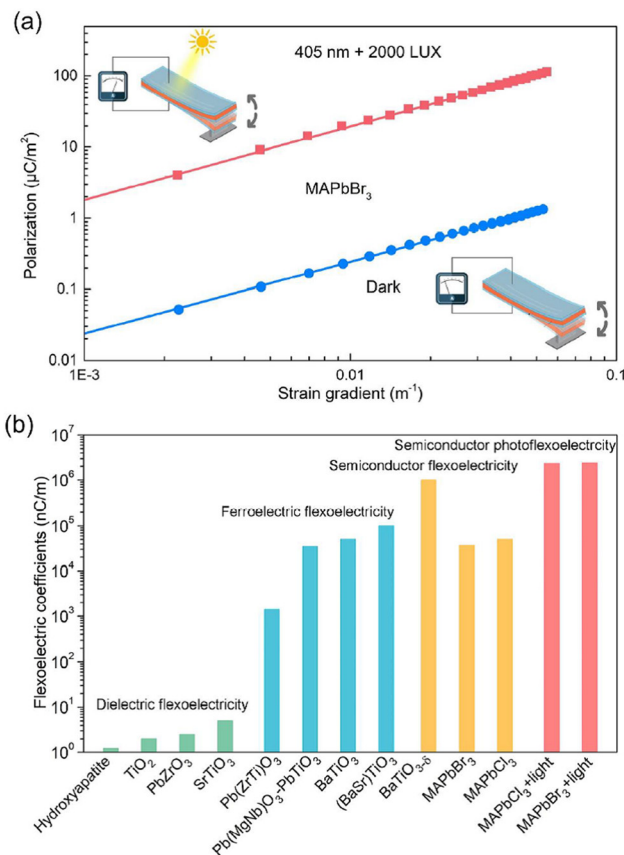 (a)
405 nm + 2000 LUX
100
10
1
0.1
0.01
Polarization (µC/m²)
MAPbBr₃
Dark
1E-3
0.01
0.1
Strain gradient (m⁻¹)
(b)
10⁷
10⁶
10⁵
10⁴
10³
10²
10¹
10⁰
Flexoelectric coefficients (nC/m)
Semiconductor photoflexoelectrcity
Semiconductor flexoelectricity
Ferroelectric flexoelectricity
Dielectric flexoelectricity
Hydroxyapatite
TiO₂
PbZrO₃
SrTiO₃
Pb(ZrTi)O₃
Pb(MgNb)O₃-PbTiO₃
BaTiO₃
(BaSr)TiO₃
BaTiO₃₋δ
MAPbBr₃
MAPbCl₃
MAPbCl₃+light
MAPbBr₃+light